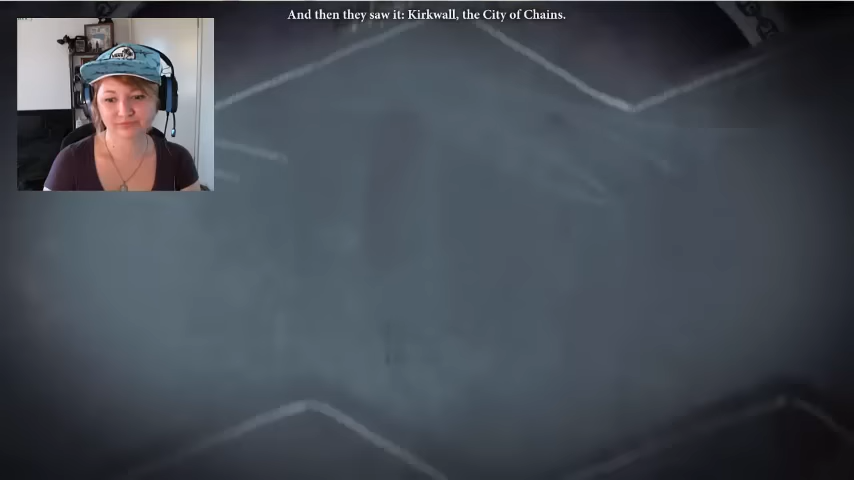 And then they saw it: Kirkwall, the City of Chains.